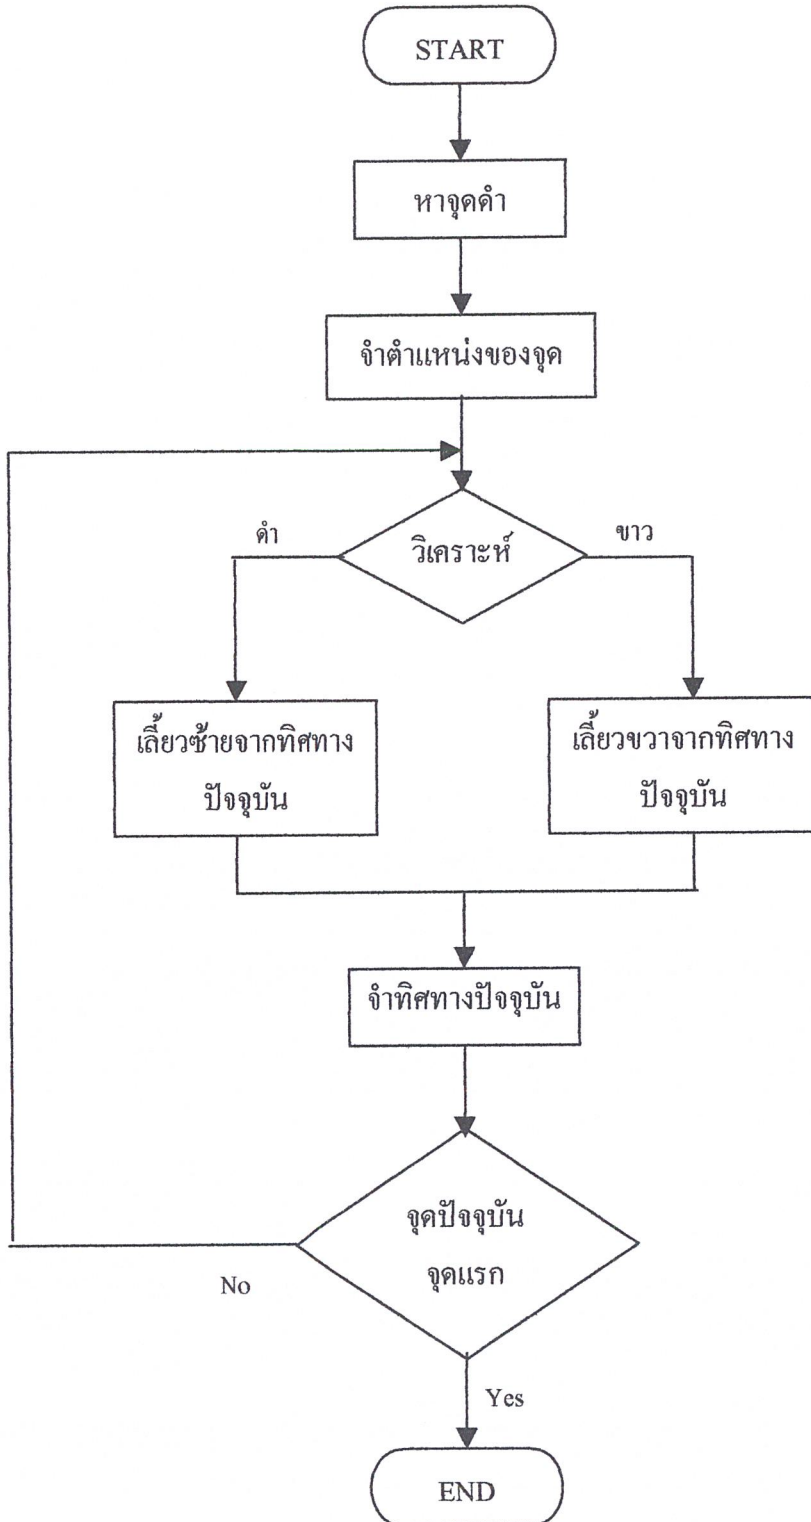 START
หาจุดดำ
จำตำแหน่งของจุด
วิเคราะห์
ดำ
ขาว
เลี้ยวซ้ายจากทิศทาง
ปัจจุบัน
เลี้ยวขวาจากทิศทาง
ปัจจุบัน
จำทิศทางปัจจุบัน
จุดปัจจุบัน
จุดแรก
No
Yes
END